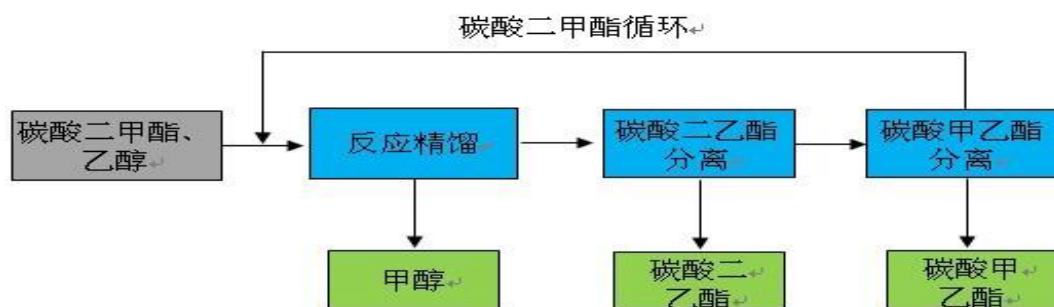 碳酸二甲酯循环
碳酸二甲酯、
乙醇
反应精馏
碳酸二乙酯
分离
碳酸甲乙酯
分离
甲醇
碳酸二
乙酯
碳酸甲
乙酯